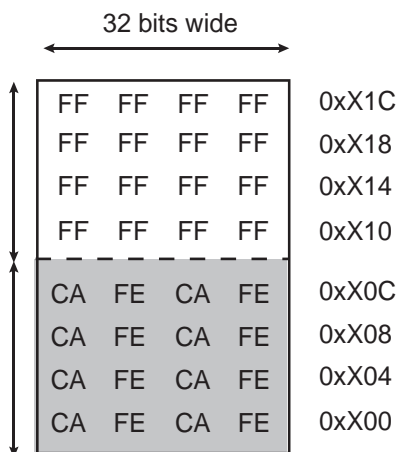 32 bits wide
FF FF FF FF 0xX1C
FF FF FF FF 0xX18
FF FF FF FF 0xX14
FF FF FF FF 0xX10
CA FE CA FE 0xX0C
CA FE CA FE 0xX08
CA FE CA FE 0xX04
CA FE CA FE 0xX00